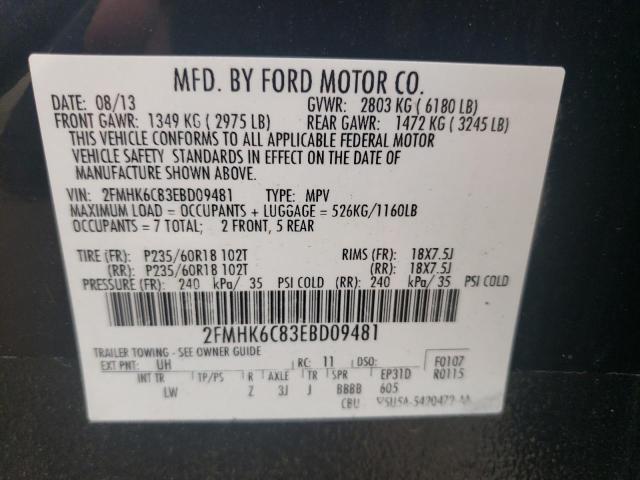 MFD. BY FORD MOTOR CO.
DATE: 08/13 GVWR: 2803 KG ( 6180 LB)
FRONT GAWR: 1349 KG ( 2975 LB) REAR GAWR: 1472 KG ( 3245 LB)
THIS VEHICLE CONFORMS TO ALL APPLICABLE FEDERAL MOTOR
VEHICLE SAFETY STANDARDS IN EFFECT ON THE DATE OF
MANUFACTURE SHOWN ABOVE.
VIN: 2FMHK6C83EBD09481 TYPE: MPV
MAXIMUM LOAD = OCCUPANTS + LUGGAGE = 526KG/1160LB
OCCUPANTS = 7 TOTAL; 2 FRONT, 5 REAR
TIRE (FR): P235/60R18 102T RIMS (FR): 18X7.5J
(RR): P235/60R18 102T (RR): 18X7.5J
PRESSURE (FR): 240 kPa/ 35 PSI COLD (RR): 240 kPa/ 35 PSI COLD
2FMHK6C83EBD09481
TRAILER TOWING - SEE OWNER GUIDE
EXT PNT: UH RC: 11 DSO: F0107
INT TR TP/PS R AXLE TR SPR EP31D R0115
LW Z 3J J BBBB 605
CBU